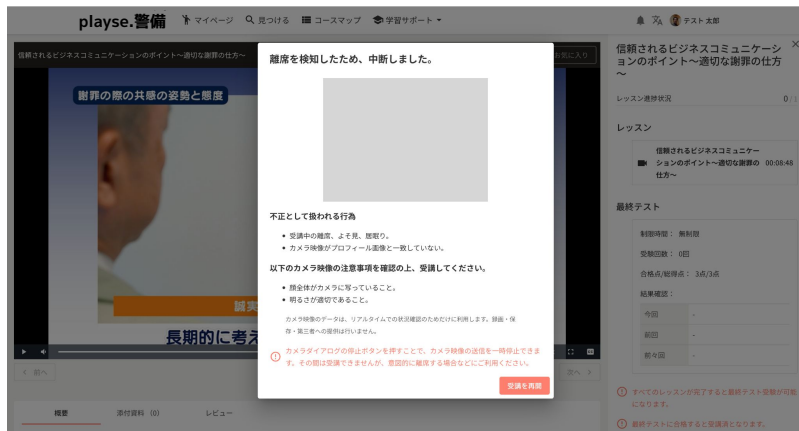 playse.警備
マイページ
見つける
コースマップ
学習サポート
テスト 太郎
信頼されるビジネスコミュニケーションのポイント～適切な謝罪の仕方～
お気に入り
謝罪の際の共感の姿勢と態度
誠実
長期的に考え
前へ
次へ
概要
添付資料 (0)
レビュー
離席を検知したため、中断しました。
不正として扱われる行為
受講中の離席、よそ見、居眠り。
カメラ映像がプロフィール画像と一致していない。
以下のカメラ映像の注意事項を確認の上、受講してください。
顔全体がカメラに写っていること。
明るさが適切であること。
カメラ映像のデータは、リアルタイムでの状況確認のためだけに利用します。録画・保
存・第三者への提供は行いません。
カメラダイアログの停止ボタンを押すことで、カメラ映像の送信を一時停止できま
す。その間は受講できませんが、意図的に離席する場合などにご利用ください。
受講を再開
信頼されるビジネスコミュニケーシ
ョンのポイント～適切な謝罪の仕方
～
レッスン進捗状況
0 / 1
レッスン
信頼されるビジネスコミュニケー
ションのポイント～適切な謝罪の
仕方～
00:08:48
最終テスト
制限時間： 無制限
受験回数： 0回
合格点/総得点： 3点/3点
結果確認：
今回 -
前回 -
前々回 -
すべてのレッスンが完了すると最終テスト受験が可能
になります。
最終テストに合格すると受講済となります。